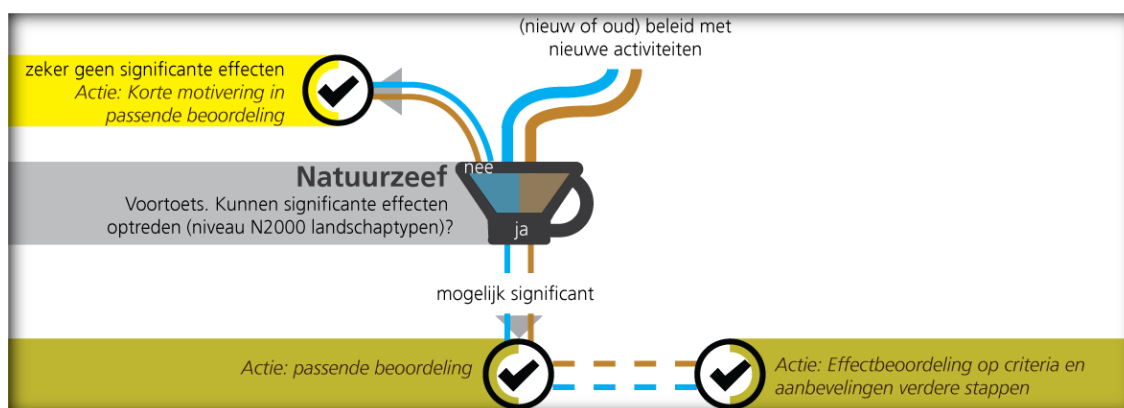 (nieuw of oud) beleid met
nieuwe activiteiten
zeker geen significante effecten
Actie: Korte motivering in
passende beoordeling
nee
Natuurzeef
Voortoets. Kunnen significante effecten
optreden (niveau N2000 landschaptypen)?
ja
mogelijk significant
Actie: passende beoordeling
Actie: Effectbeoordeling op criteria en
aanbevelingen verdere stappen